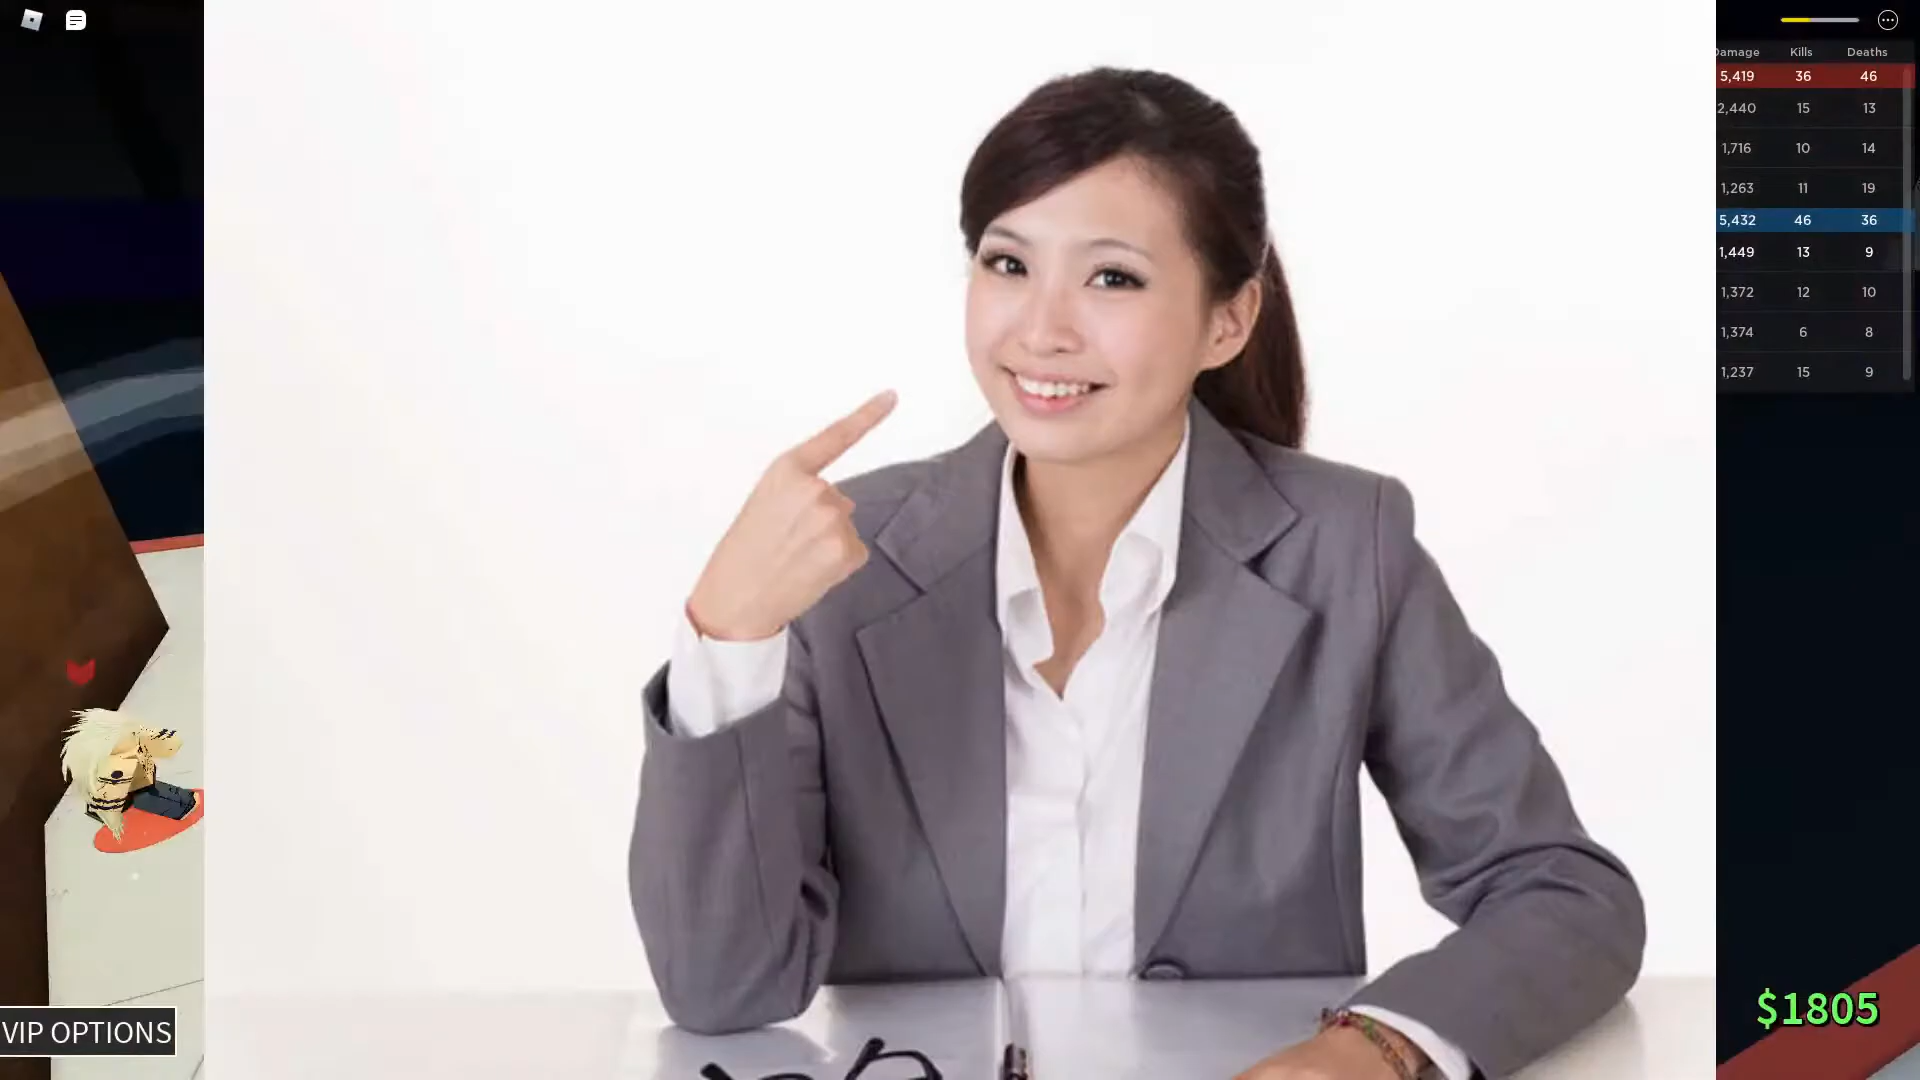 Damage Kills Deaths
5,419 36 46
2,440 15 13
1,716 10 14
1,263 11 19
5,432 46 36
1,449 13 9
1,372 12 10
1,374 6 8
1,237 15 9
VIP OPTIONS
$1805